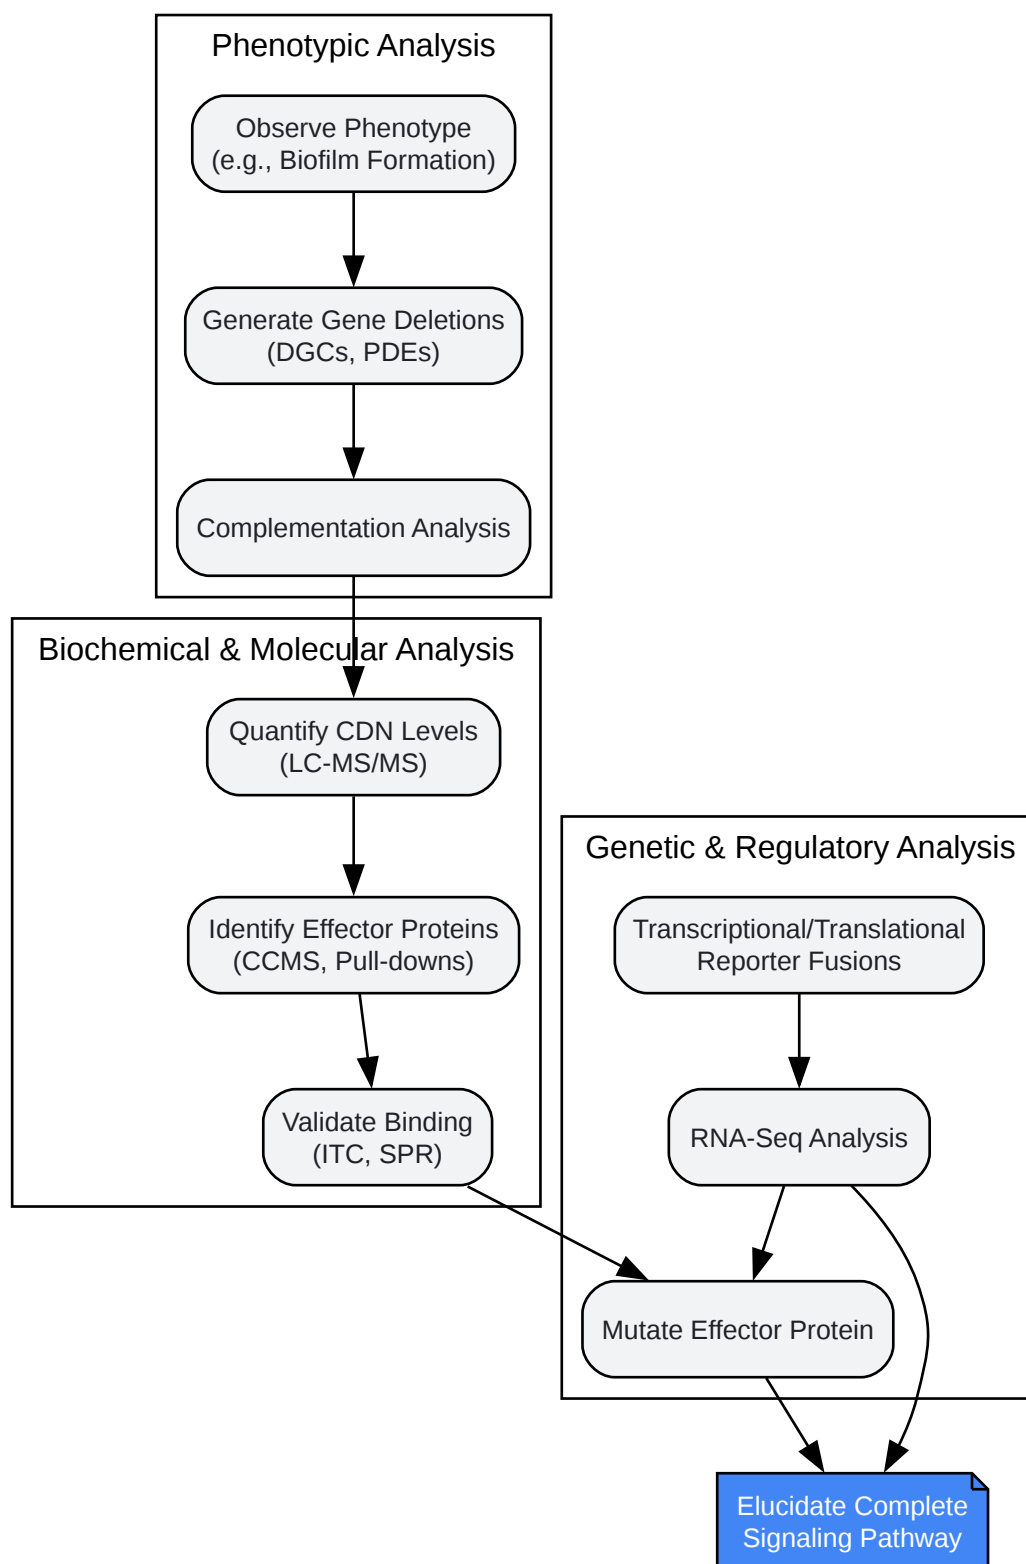 Phenotypic Analysis
Observe Phenotype
(e.g., Biofilm Formation)
Generate Gene Deletions
(DGCs, PDEs)
Complementation Analysis
Biochemical & Molecular Analysis
Quantify CDN Levels
(LC-MS/MS)
Identify Effector Proteins
(CCMS, Pull-downs)
Validate Binding
(ITC, SPR)
Genetic & Regulatory Analysis
Transcriptional/Translational
Reporter Fusions
RNA-Seq Analysis
Mutate Effector Protein
Elucidate Complete
Signaling Pathway